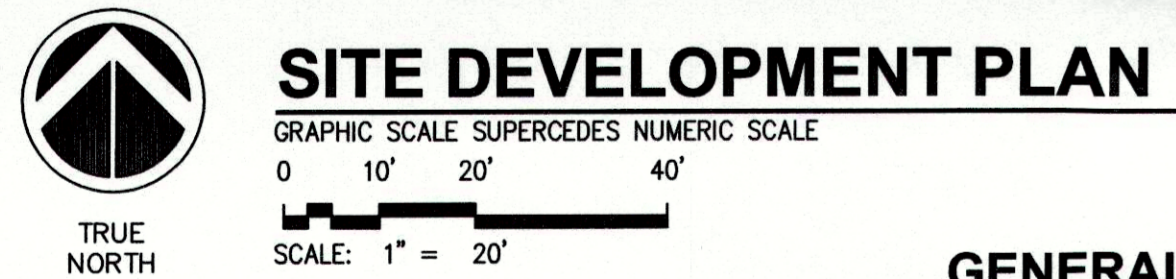 SITE DEVELOPMENT PLAN
GRAPHIC SCALE SUPERCEDES NUMERIC SCALE
0 10' 20' 40'
SCALE: 1" = 20'
TRUE
NORTH
GENERAL